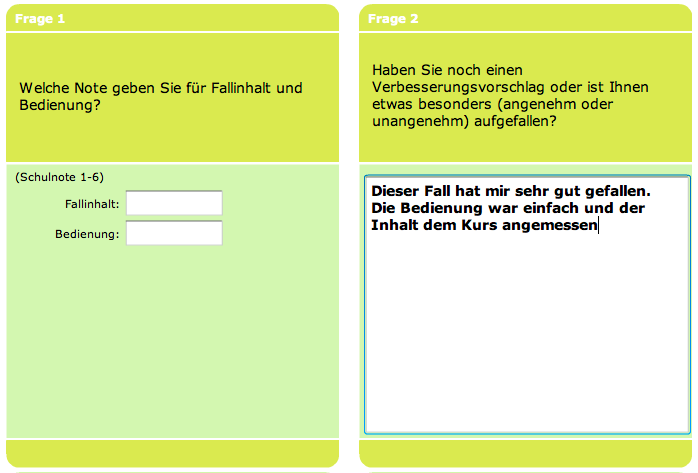 Frage 1
Welche Note geben Sie für Fallinhalt und
Bedienung?
(Schulnote 1-6)
Fallinhalt:
Bedienung:
Frage 2
Haben Sie noch einen
Verbesserungsvorschlag oder ist Ihnen
etwas besonders (angenehm oder
unangenehm) aufgefallen?
Dieser Fall hat mir sehr gut gefallen.
Die Bedienung war einfach und der
Inhalt dem Kurs angemessen